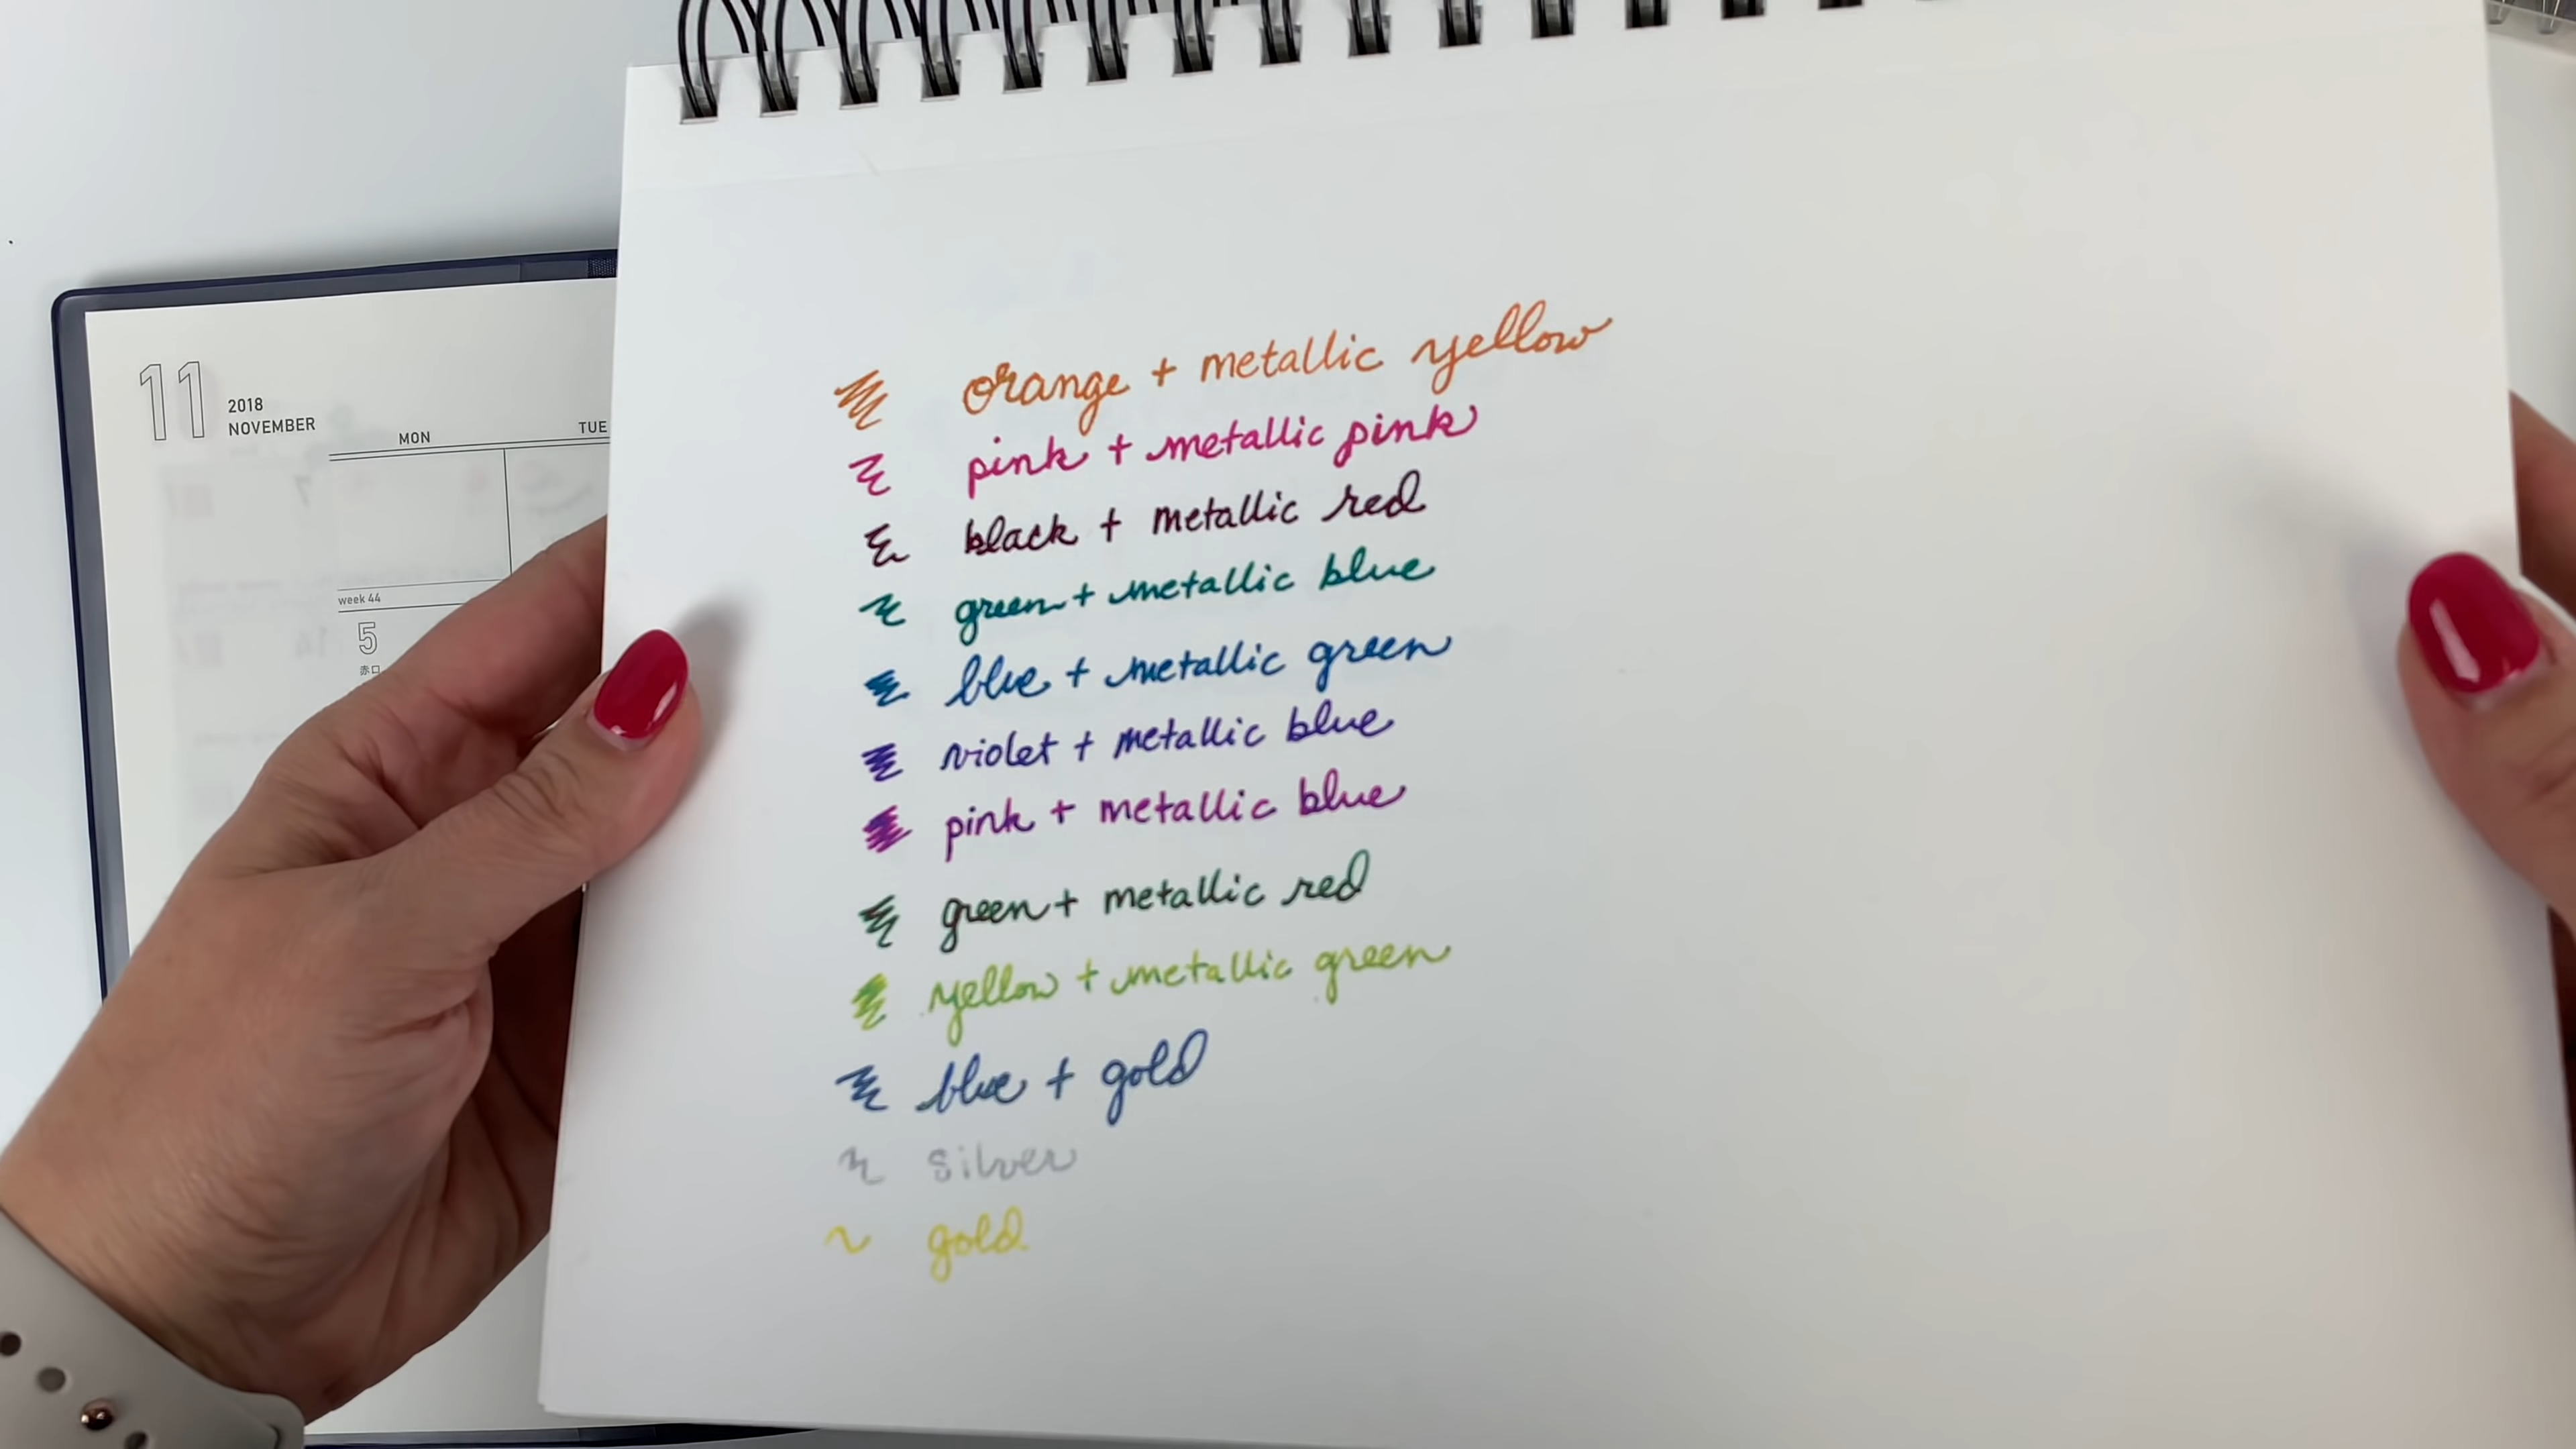 11
2018
NOVEMBER
MON
TUE
week 44
5
赤口
orange + metallic yellow
pink + metallic pink
black + metallic red
green + metallic blue
blue + metallic green
violet + metallic blue
pink + metallic blue
green + metallic red
yellow + metallic green
blue + gold
silver
gold